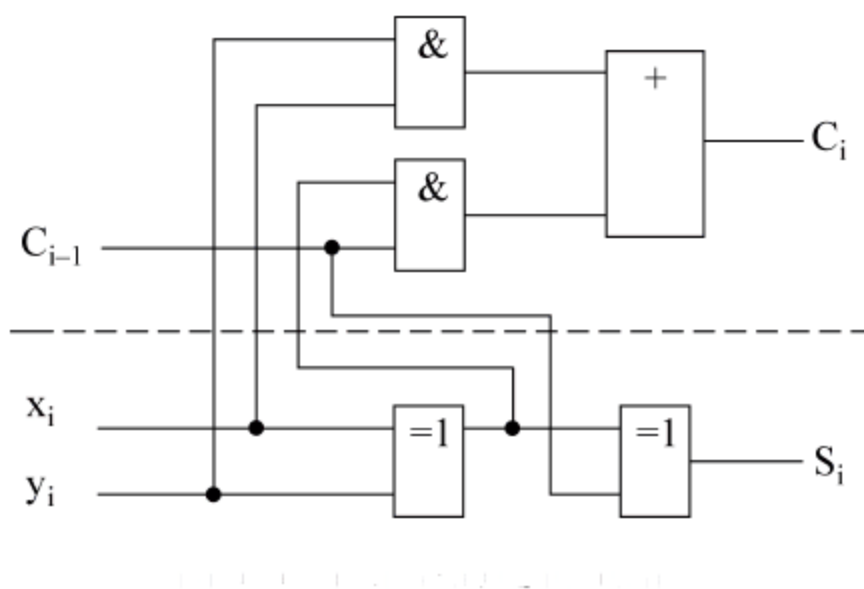 &
+
Cᵢ
&
Cᵢ₋₁
xᵢ
=1
=1
Sᵢ
yᵢ